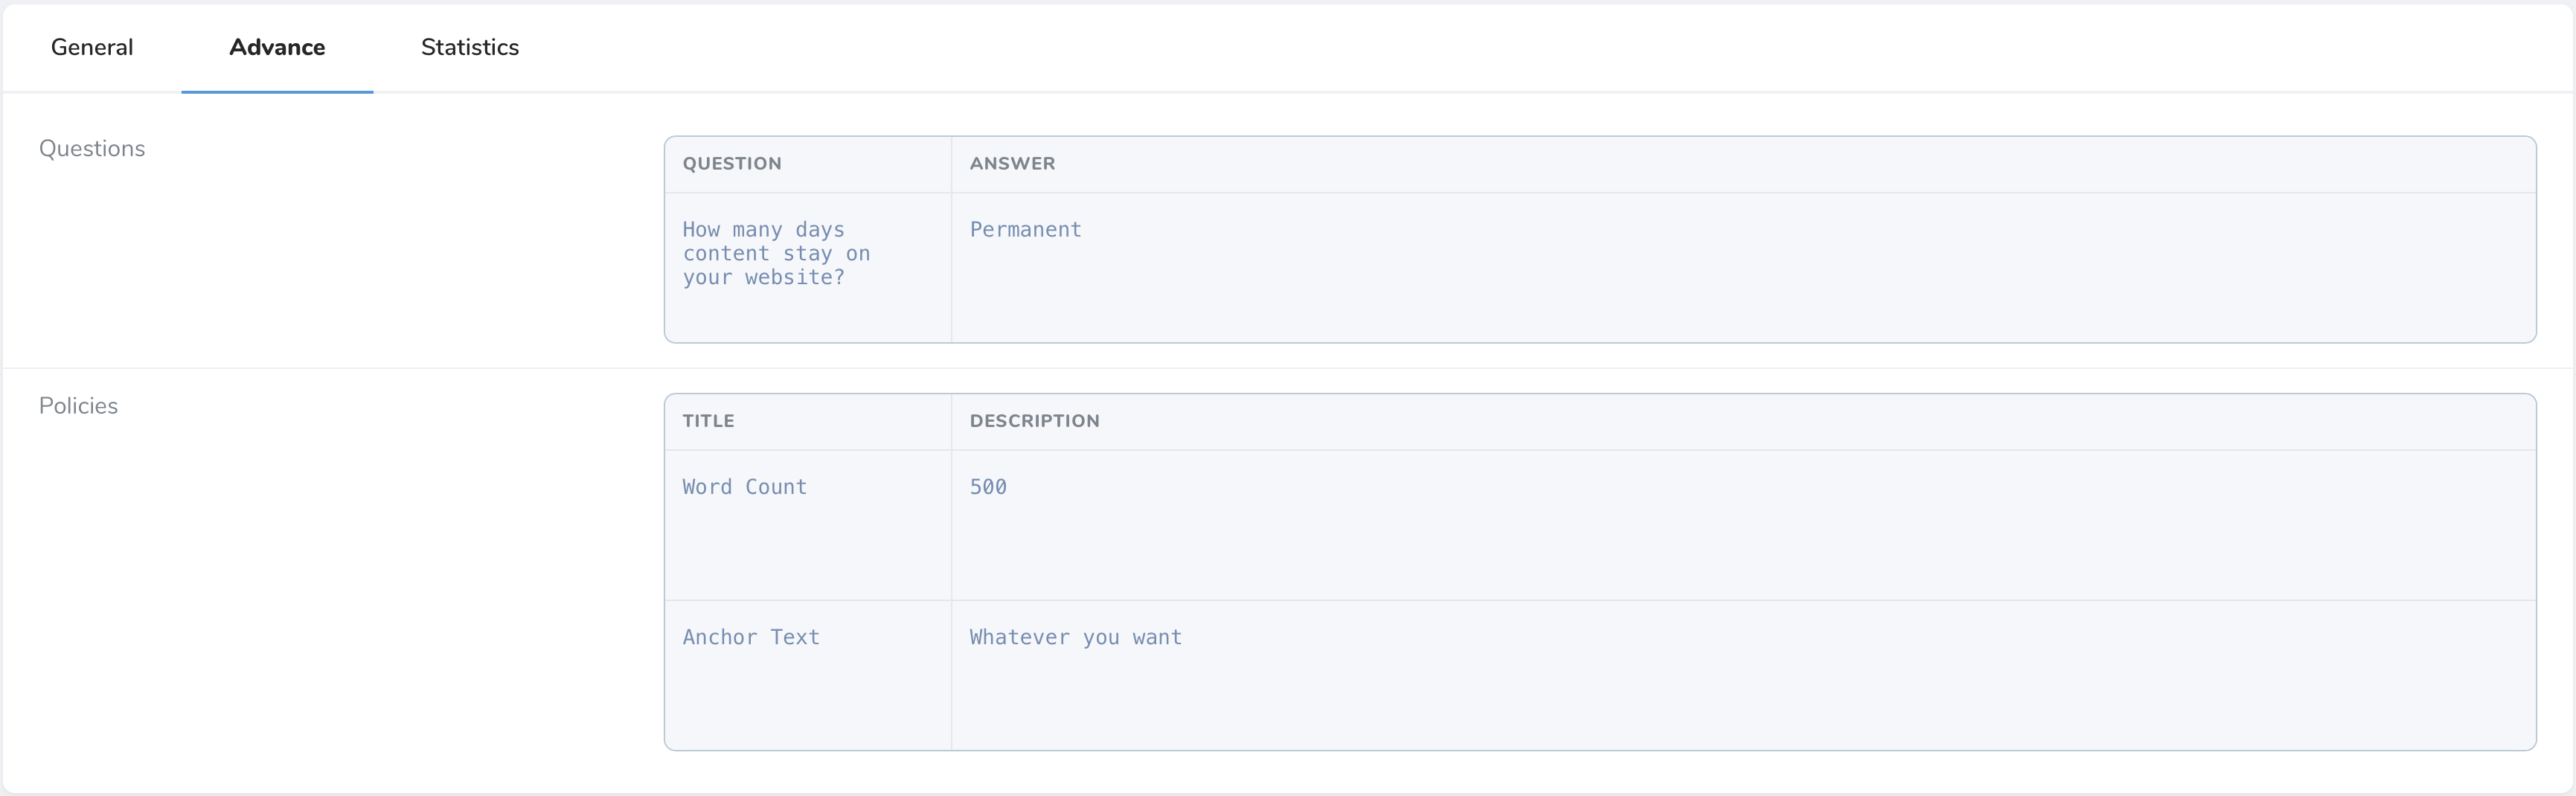 General Advance Statistics
Questions
QUESTION ANSWER
How many days Permanent
content stay on
your website?
Policies
TITLE DESCRIPTION
Word Count 500
Anchor Text Whatever you want